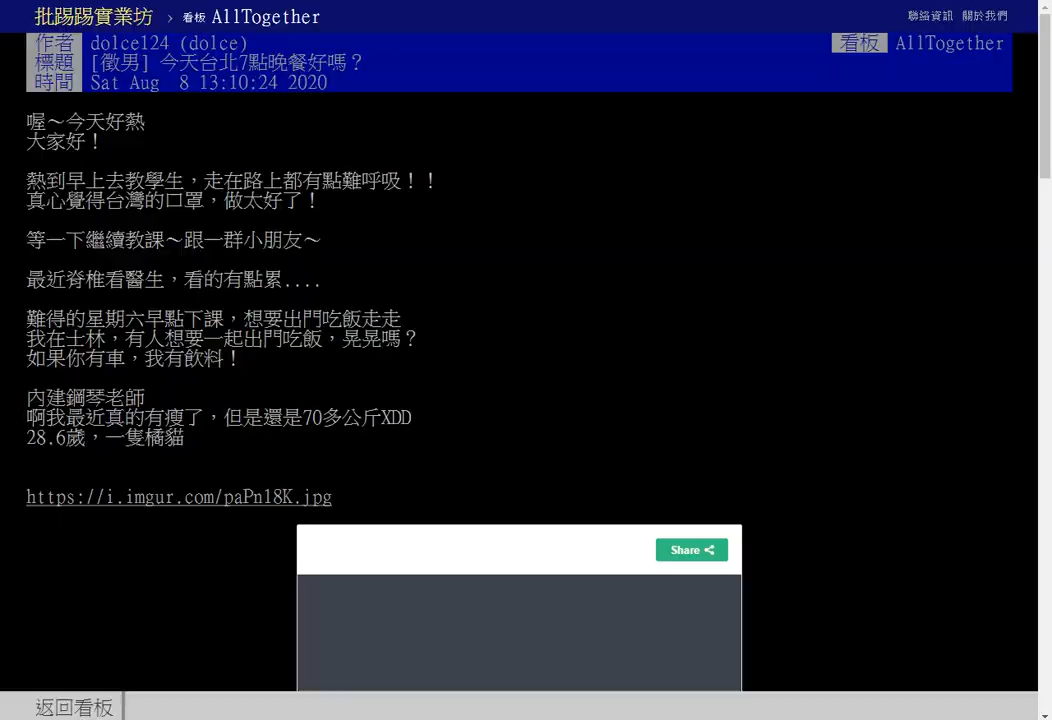 批踢踢實業坊 › 看板 AllTogether
聯絡資訊 關於我們
作者 dolce124 (dolce)
看板 AllTogether
標題 [徵男] 今天台北7點晚餐好嗎？
時間 Sat Aug  8 13:10:24 2020
喔～今天好熱
大家好！
熱到早上去教學生，走在路上都有點難呼吸！！
真心覺得台灣的口罩，做太好了！
等一下繼續教課～跟一群小朋友～
最近脊椎看醫生，看的有點累....
難得的星期六早點下課，想要出門吃飯走走
我在士林，有人想要一起出門吃飯，晃晃嗎？
如果你有車，我有飲料！
內建鋼琴老師
啊我最近真的有瘦了，但是還是70多公斤XDD
28.6歲，一隻橘貓
https://i.imgur.com/paPn18K.jpg
Share
返回看板